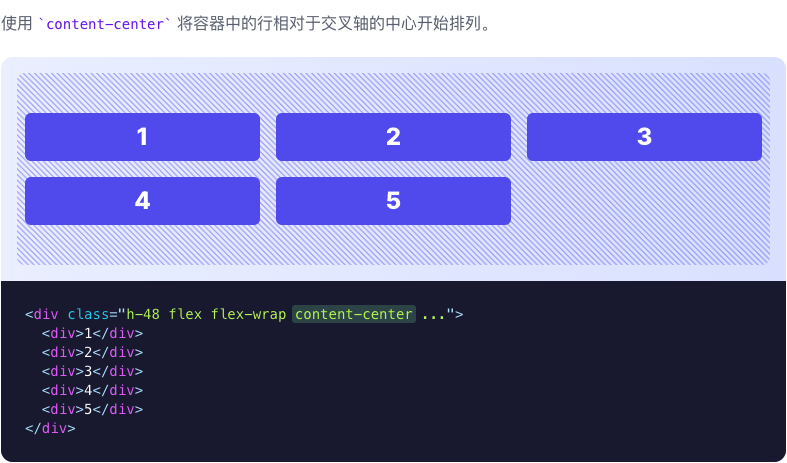 使用 `content-center` 将容器中的行相对于交叉轴的中心开始排列。
1 2 3
4 5
<div class="h-48 flex flex-wrap content-center ...">
  <div>1</div>
  <div>2</div>
  <div>3</div>
  <div>4</div>
  <div>5</div>
</div>